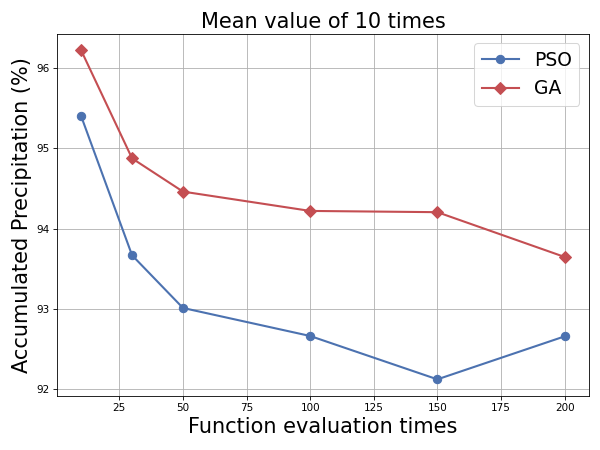 Mean value of 10 times
Accumulated Precipitation (%)
96
95
94
93
92
PSO
GA
25 50 75 100 125 150 175 200
Function evaluation times